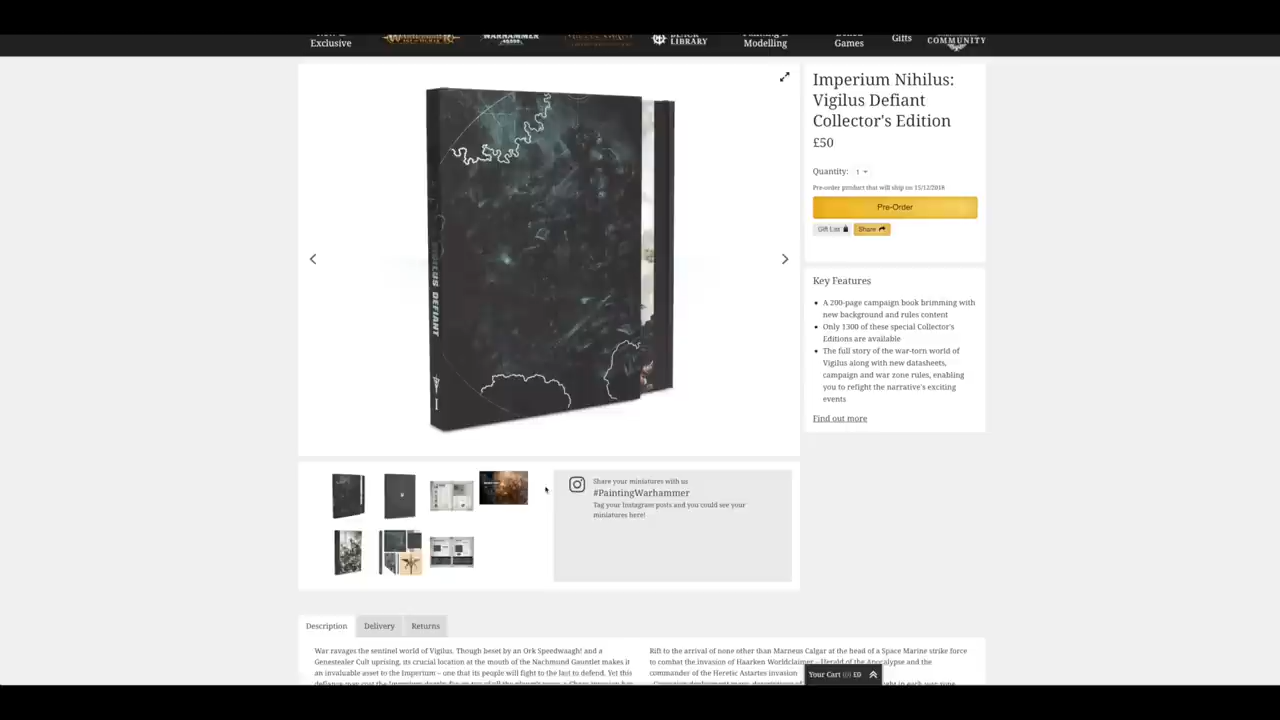 New &
Exclusive
WARHAMMER
40,000
BLACK
LIBRARY
Painting &
Modelling
Board
Games
Gifts
COMMUNITY
VIGILUS DEFIANT
I
Imperium Nihilus:
Vigilus Defiant
Collector's Edition
£50
Quantity: 1
Pre-order product that will ship on 15/12/2018
Pre-Order
Gift List
Share
Key Features
A 200-page campaign book brimming with
new background and rules content
Only 1300 of these special Collector's
Editions are available
The full story of the war-torn world of
Vigilus along with new datasheets,
campaign and war zone rules, enabling
you to refight the narrative's exciting
events
Find out more
Share your miniatures with us
#PaintingWarhammer
Tag your Instagram posts and you could see your
miniatures here!
Description
Delivery
Returns
War ravages the sentinel world of Vigilus. Though beset by an Ork Speedwaagh! and a
Genestealer Cult uprising, its crucial location at the mouth of the Nachmund Gauntlet makes it
an invaluable asset to the Imperium – one that its people will fight to the last to defend. Yet this
Rift to the arrival of none other than Marneus Calgar at the head of a Space Marine strike force
to combat the invasion of Haarken Worldclaimer – Herald of the Apocalypse and the
commander of the Heretic Astartes invasion
Your Cart (0) £0